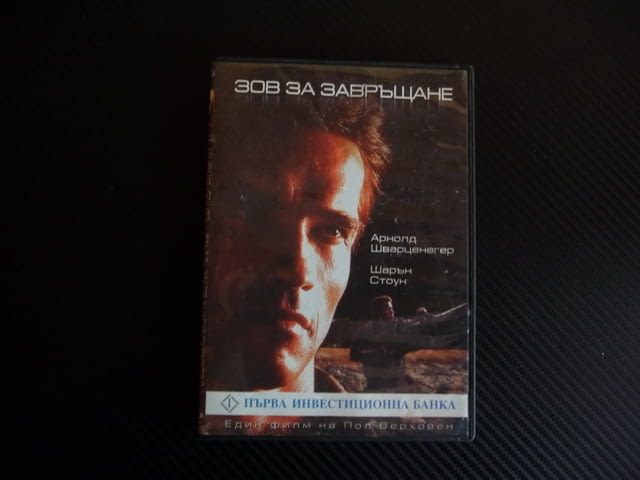 ЗОВ ЗА ЗАВРЪЩАНЕ
Арнолд
Шварценегер
Шарън
Стоун
ПЪРВА ИНВЕСТИЦИОННА БАНКА
Един филм на Пол Верховен